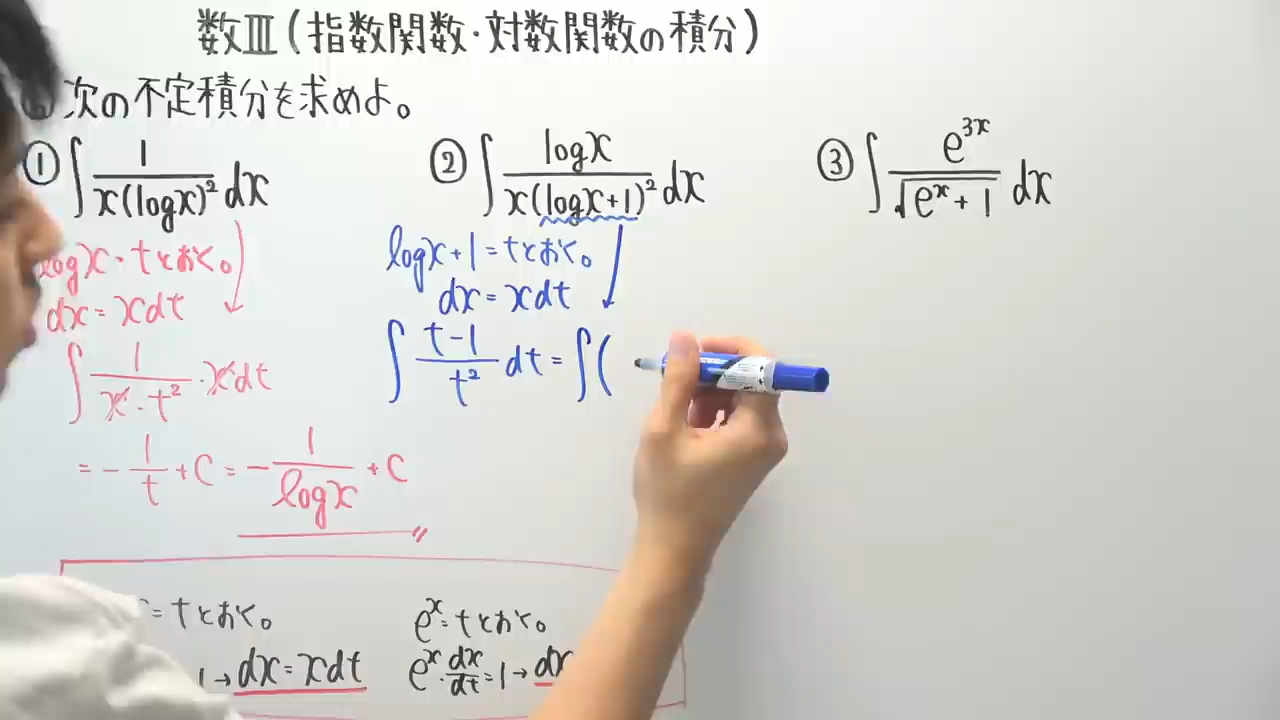 数Ⅲ(指数関数・対数関数の積分)
次の不定積分を求めよ。
① ∫ 1/(x(logx)²) dx
logx = tとおく。
dx = xdt
∫ 1/(x・t²)・xdt
= -1/t + C = -1/logx + C
② ∫ logx/(x(logx+1)²) dx
logx+1 = tとおく。
dx = xdt
∫ (t-1)/t² dt = ∫(
③ ∫ e^{3x}/√(e^x+1) dx
= tとおく。
1 → dx = xdt
e^x = tとおく。
e^x・dx/dt = 1 → dx